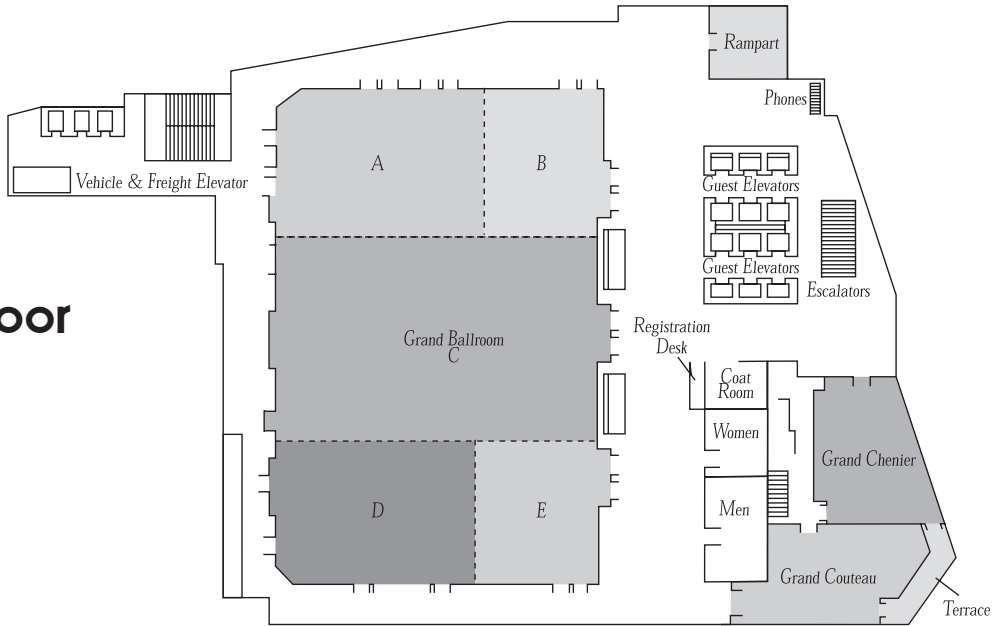 Rampart
Phones
A
B
Vehicle & Freight Elevator
Guest Elevators
Guest Elevators
Escalators
oor
Registration
Desk
Grand Ballroom
C
Coat
Room
Women
Grand Chenier
D
E
Men
Grand Couteau
Terrace